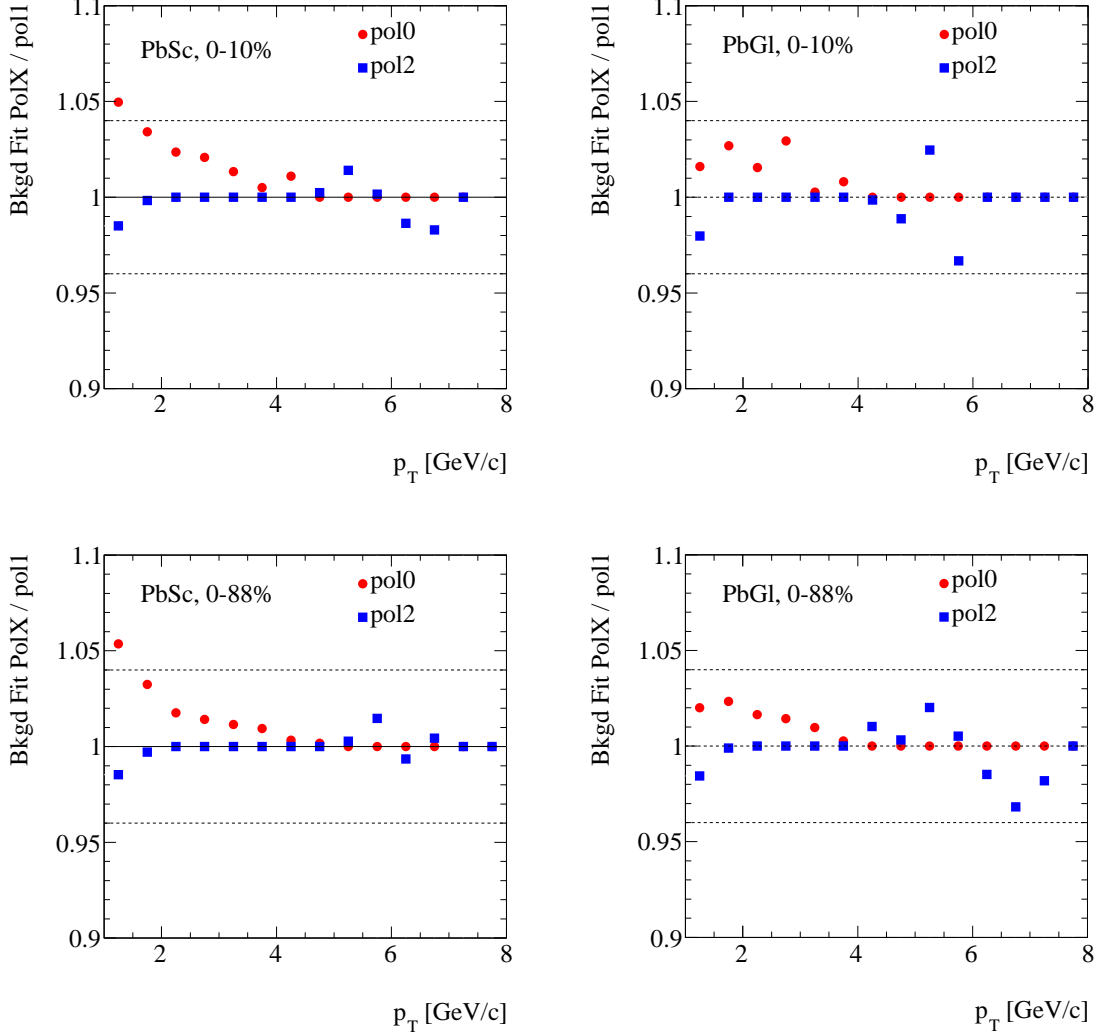 Bkgd Fit PolX / pol1
1.1
1.05
1
0.95
0.9
PbSc, 0-10%
pol0
pol2
2
4
6
8
p_T [GeV/c]
Bkgd Fit PolX / pol1
1.1
1.05
1
0.95
0.9
PbGl, 0-10%
pol0
pol2
2
4
6
8
p_T [GeV/c]
Bkgd Fit PolX / pol1
1.1
1.05
1
0.95
0.9
PbSc, 0-88%
pol0
pol2
2
4
6
8
p_T [GeV/c]
Bkgd Fit PolX / pol1
1.1
1.05
1
0.95
0.9
PbGl, 0-88%
pol0
pol2
2
4
6
8
p_T [GeV/c]